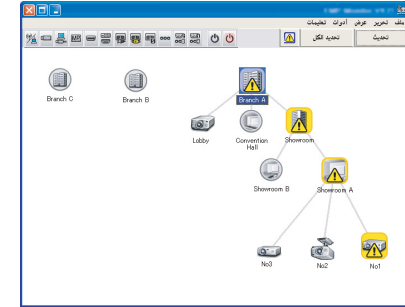 ملف تحرير عرض أدوات تعليمات
تحديث
تحديد الكل
Branch C
Branch B
Branch A
Lobby
Convention
Hall
Showroom
Showroom B
Showroom A
No3
No2
No1